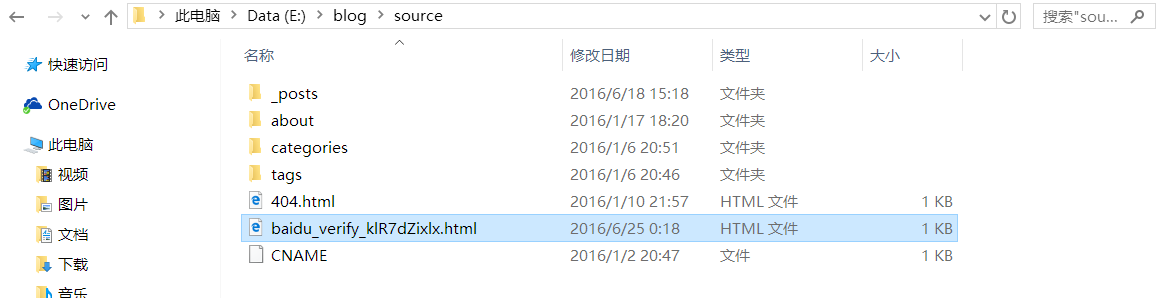 此电脑 > Data (E:) > blog > source
搜索"sou...
名称 修改日期 类型 大小
快速访问
OneDrive
此电脑
视频
图片
文档
下载
音乐
_posts 2016/6/18 15:18 文件夹
about 2016/1/17 18:20 文件夹
categories 2016/1/6 20:51 文件夹
tags 2016/1/6 20:46 文件夹
404.html 2016/1/10 21:57 HTML 文件 1 KB
baidu_verify_klR7dZixlx.html 2016/6/25 0:18 HTML 文件 1 KB
CNAME 2016/1/2 20:47 文件 1 KB